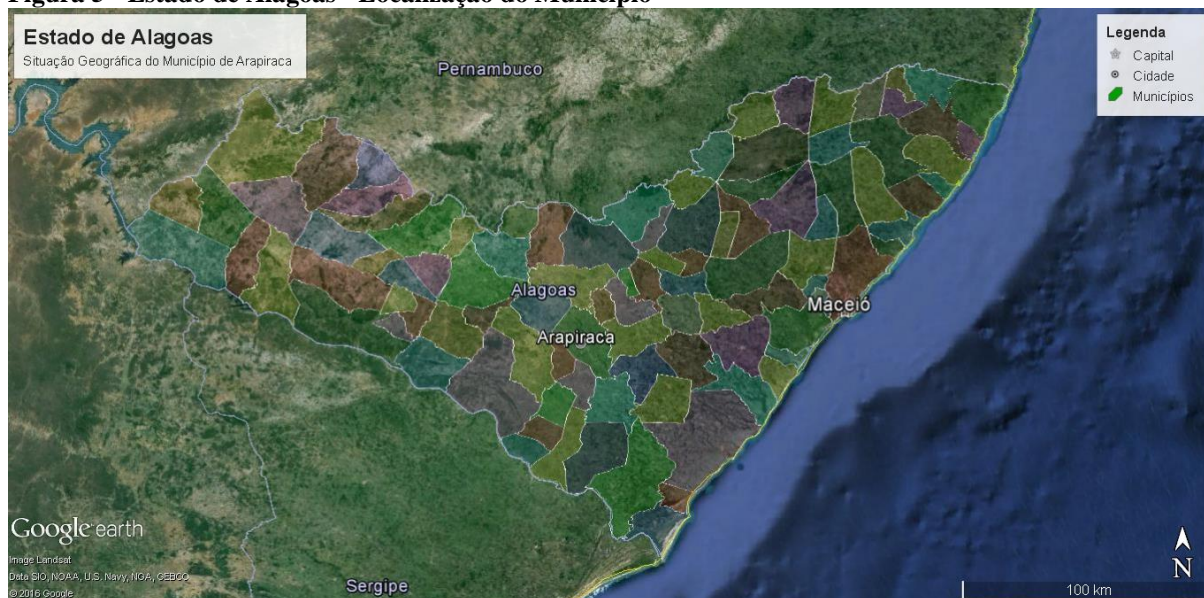 Figura 3 - Estado de Alagoas - Localização do Município
Estado de Alagoas
Situação Geográfica do Município de Arapiraca
Legenda
Capital
Cidade
Municípios
Pernambuco
Alagoas
Maceió
Arapiraca
Sergipe
Google earth
Image Landsat
Data SIO, NOAA, U.S. Navy, NGA, GEBCO
© 2016 Google
N
100 km